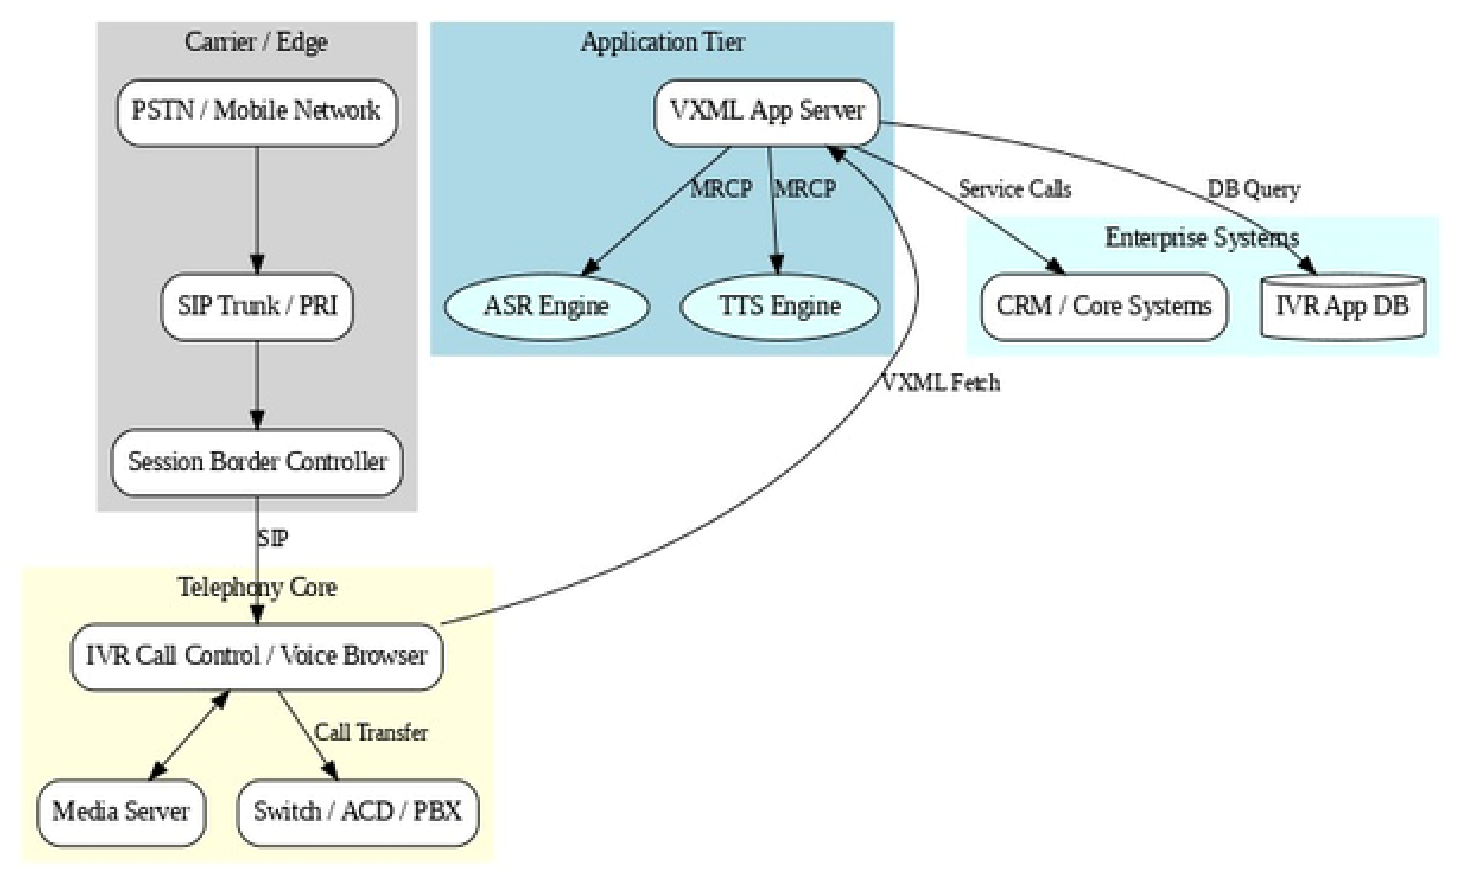 Carrier / Edge
PSTN / Mobile Network
SIP Trunk / PRI
Session Border Controller
SIP
Application Tier
VXML App Server
MRCP
MRCP
ASR Engine
TTS Engine
Service Calls
DB Query
Enterprise Systems
CRM / Core Systems
IVR App DB
VXML Fetch
Telephony Core
IVR Call Control / Voice Browser
Call Transfer
Media Server
Switch / ACD / PBX